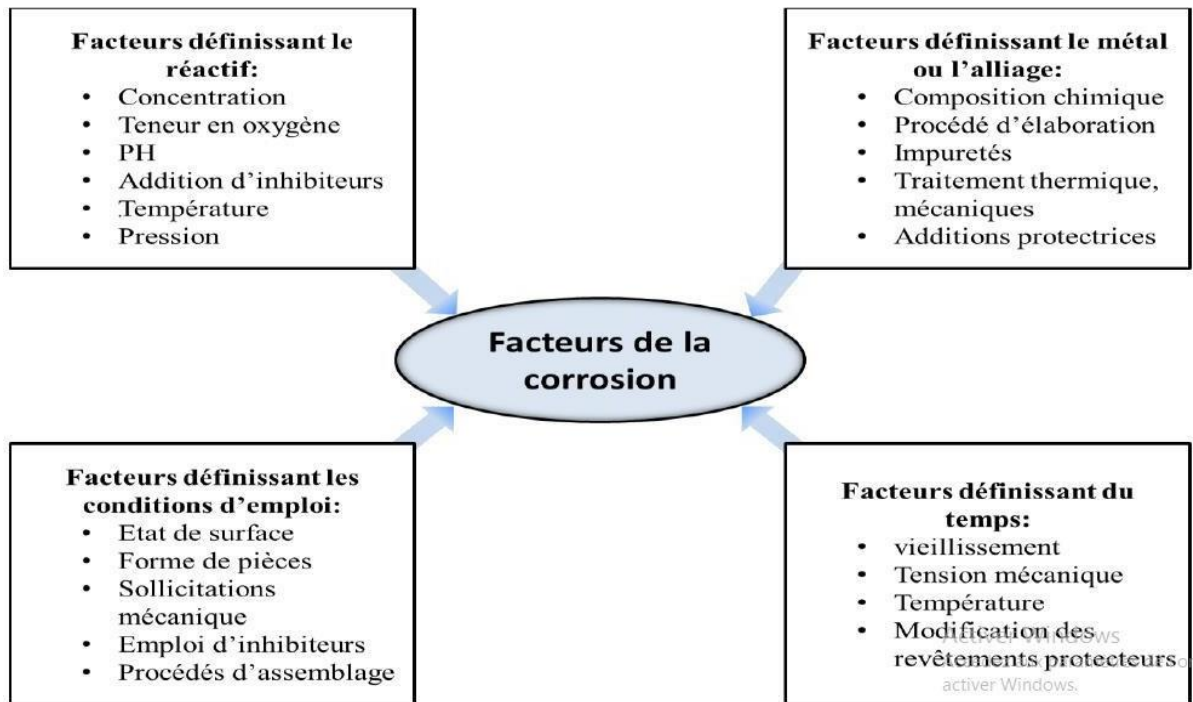 Facteurs définissant le
réactif:
• Concentration
• Teneur en oxygène
• PH
• Addition d'inhibiteurs
• Température
• Pression
Facteurs définissant le métal
ou l'alliage:
• Composition chimique
• Procédé d'élaboration
• Impuretés
• Traitement thermique,
mécaniques
• Additions protectrices
Facteurs de la
corrosion
Facteurs définissant les
conditions d'emploi:
• Etat de surface
• Forme de pièces
• Sollicitations
mécanique
• Emploi d'inhibiteurs
• Procédés d'assemblage
Facteurs définissant du
temps:
• vieillissement
• Tension mécanique
• Température
• Modification des
revêtements protecteurs
Activer Windows
activer Windows.